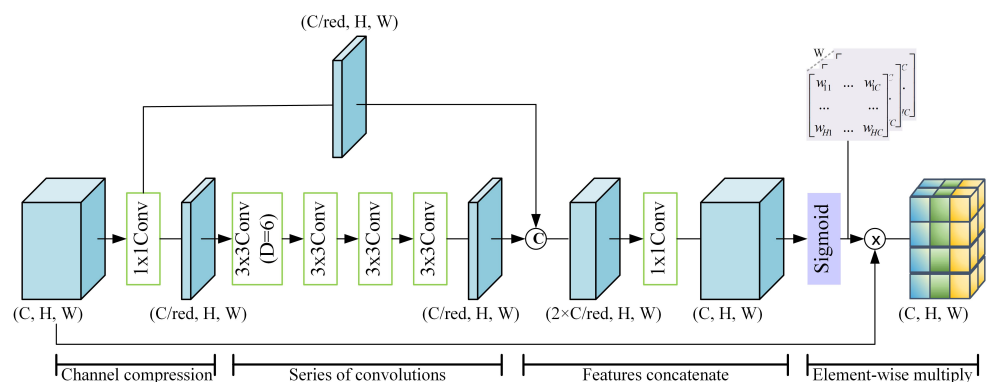 (C/red, H, W)
W
w11 ... w1C
... ...
wH1 ... wHC
C
C
.
.
HC
1x1Conv
3x3Conv
(D=6)
3x3Conv
3x3Conv
3x3Conv
C
1x1Conv
Sigmoid
x
(C, H, W)
(C/red, H, W)
(C/red, H, W)
(2×C/red, H, W)
(C, H, W)
(C, H, W)
Channel compression
Series of convolutions
Features concatenate
Element-wise multiply